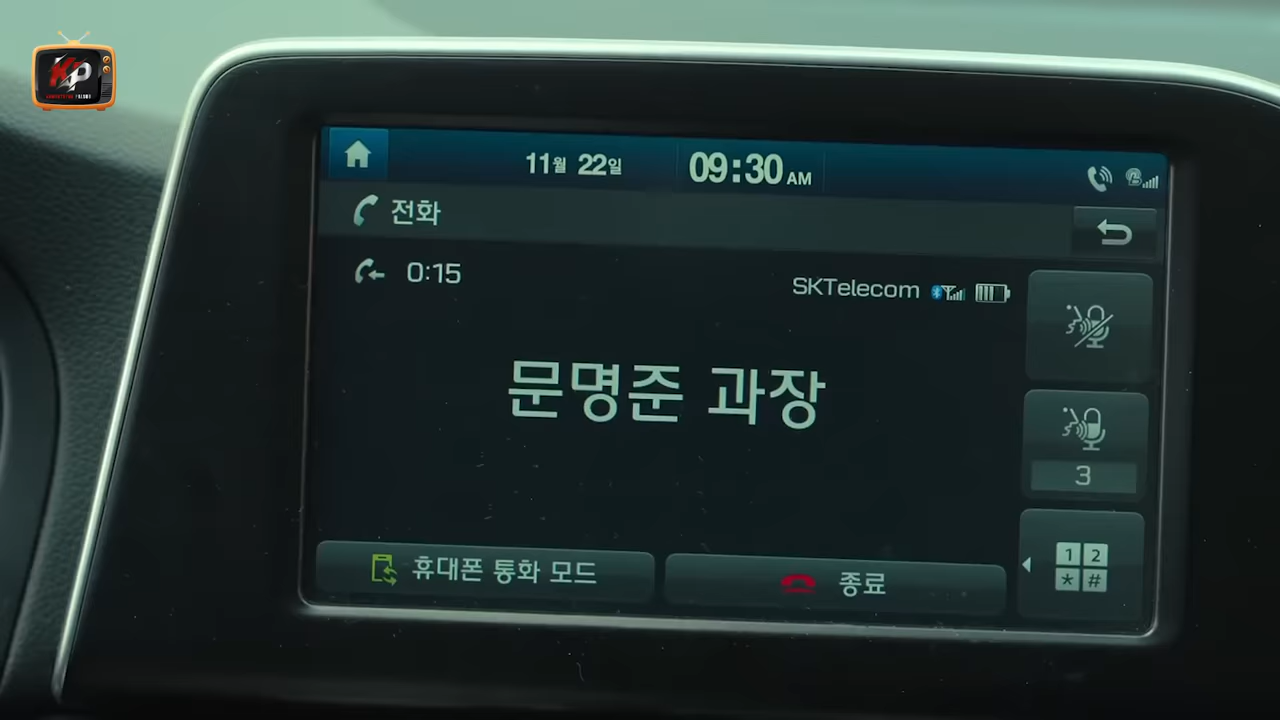 KP
11월 22일 09:30 AM
전화
0:15 SKTelecom
문명준 과장
3
휴대폰 통화 모드 종료
1 2
* #